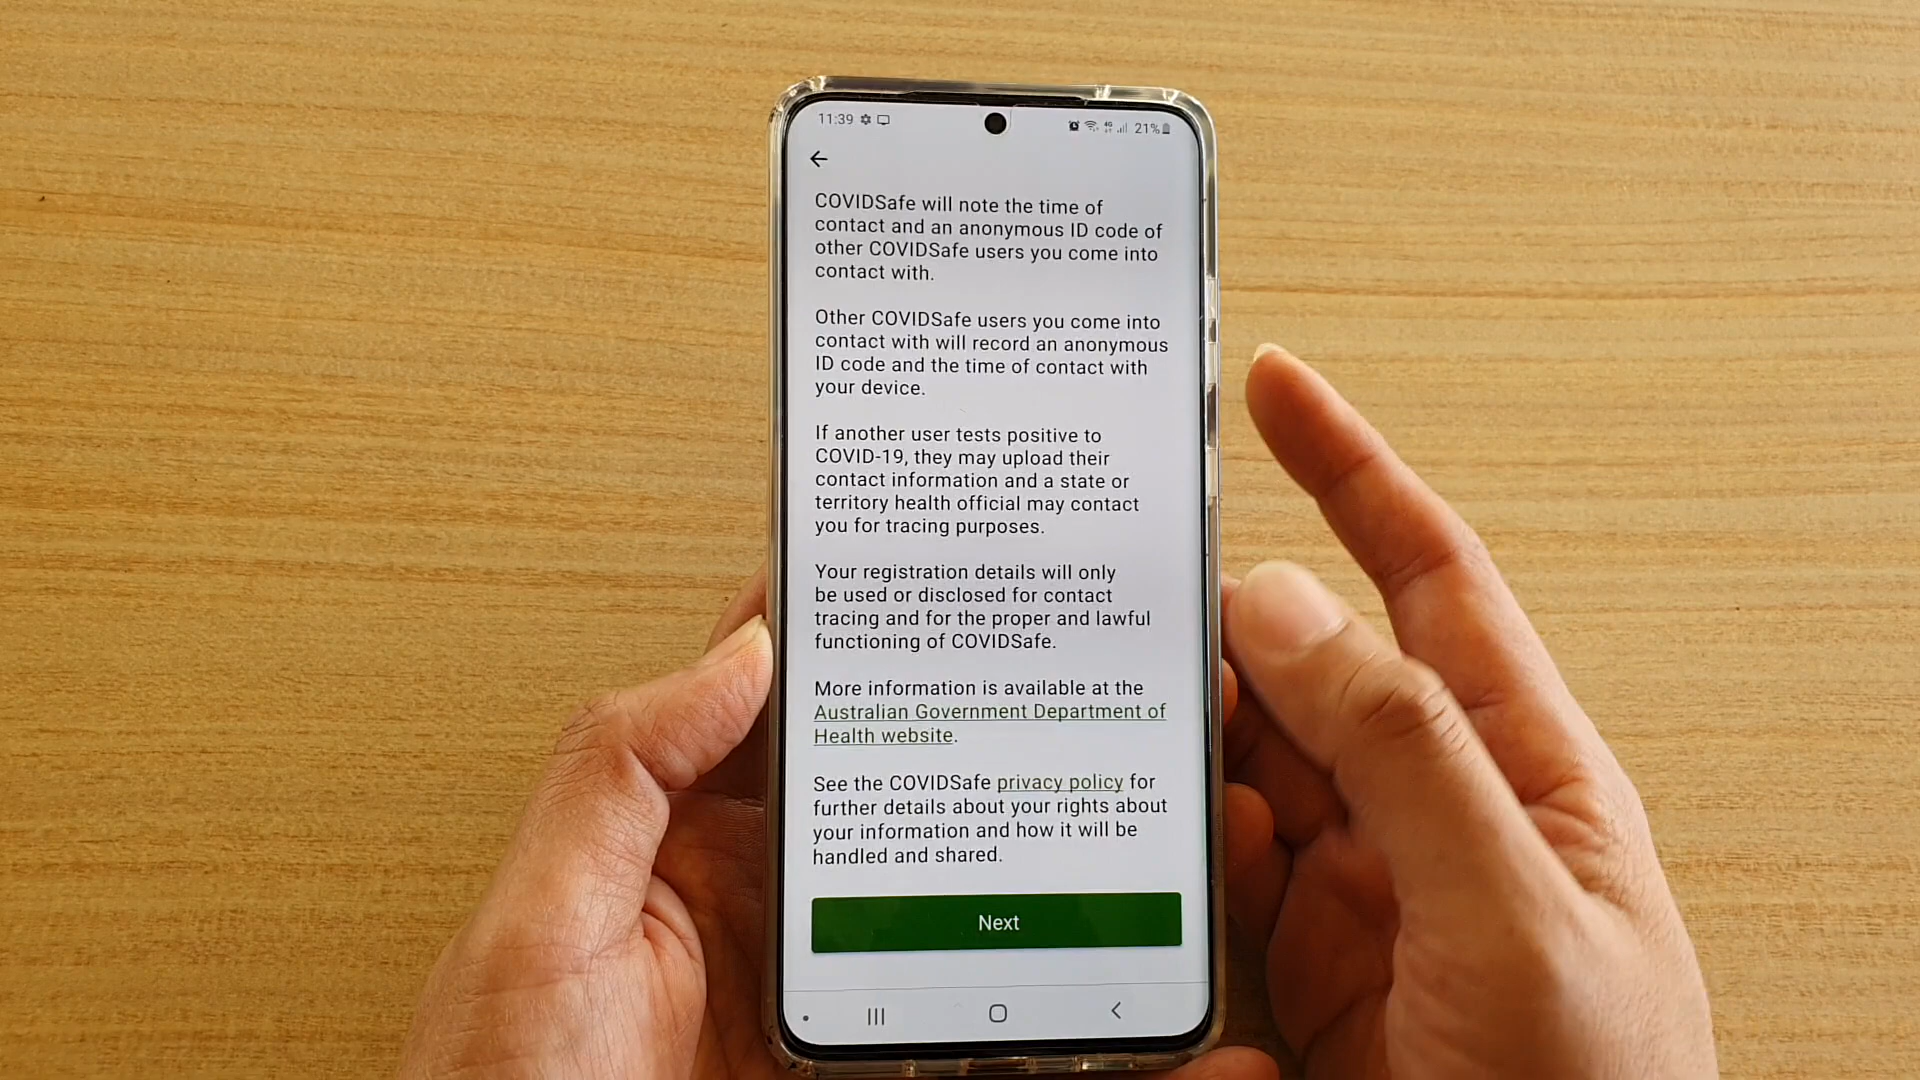 11:39
4G 21%
COVIDSafe will note the time of
contact and an anonymous ID code of
other COVIDSafe users you come into
contact with.
Other COVIDSafe users you come into
contact with will record an anonymous
ID code and the time of contact with
your device.
If another user tests positive to
COVID-19, they may upload their
contact information and a state or
territory health official may contact
you for tracing purposes.
Your registration details will only
be used or disclosed for contact
tracing and for the proper and lawful
functioning of COVIDSafe.
More information is available at the
Australian Government Department of
Health website.
See the COVIDSafe privacy policy for
further details about your rights about
your information and how it will be
handled and shared.
Next